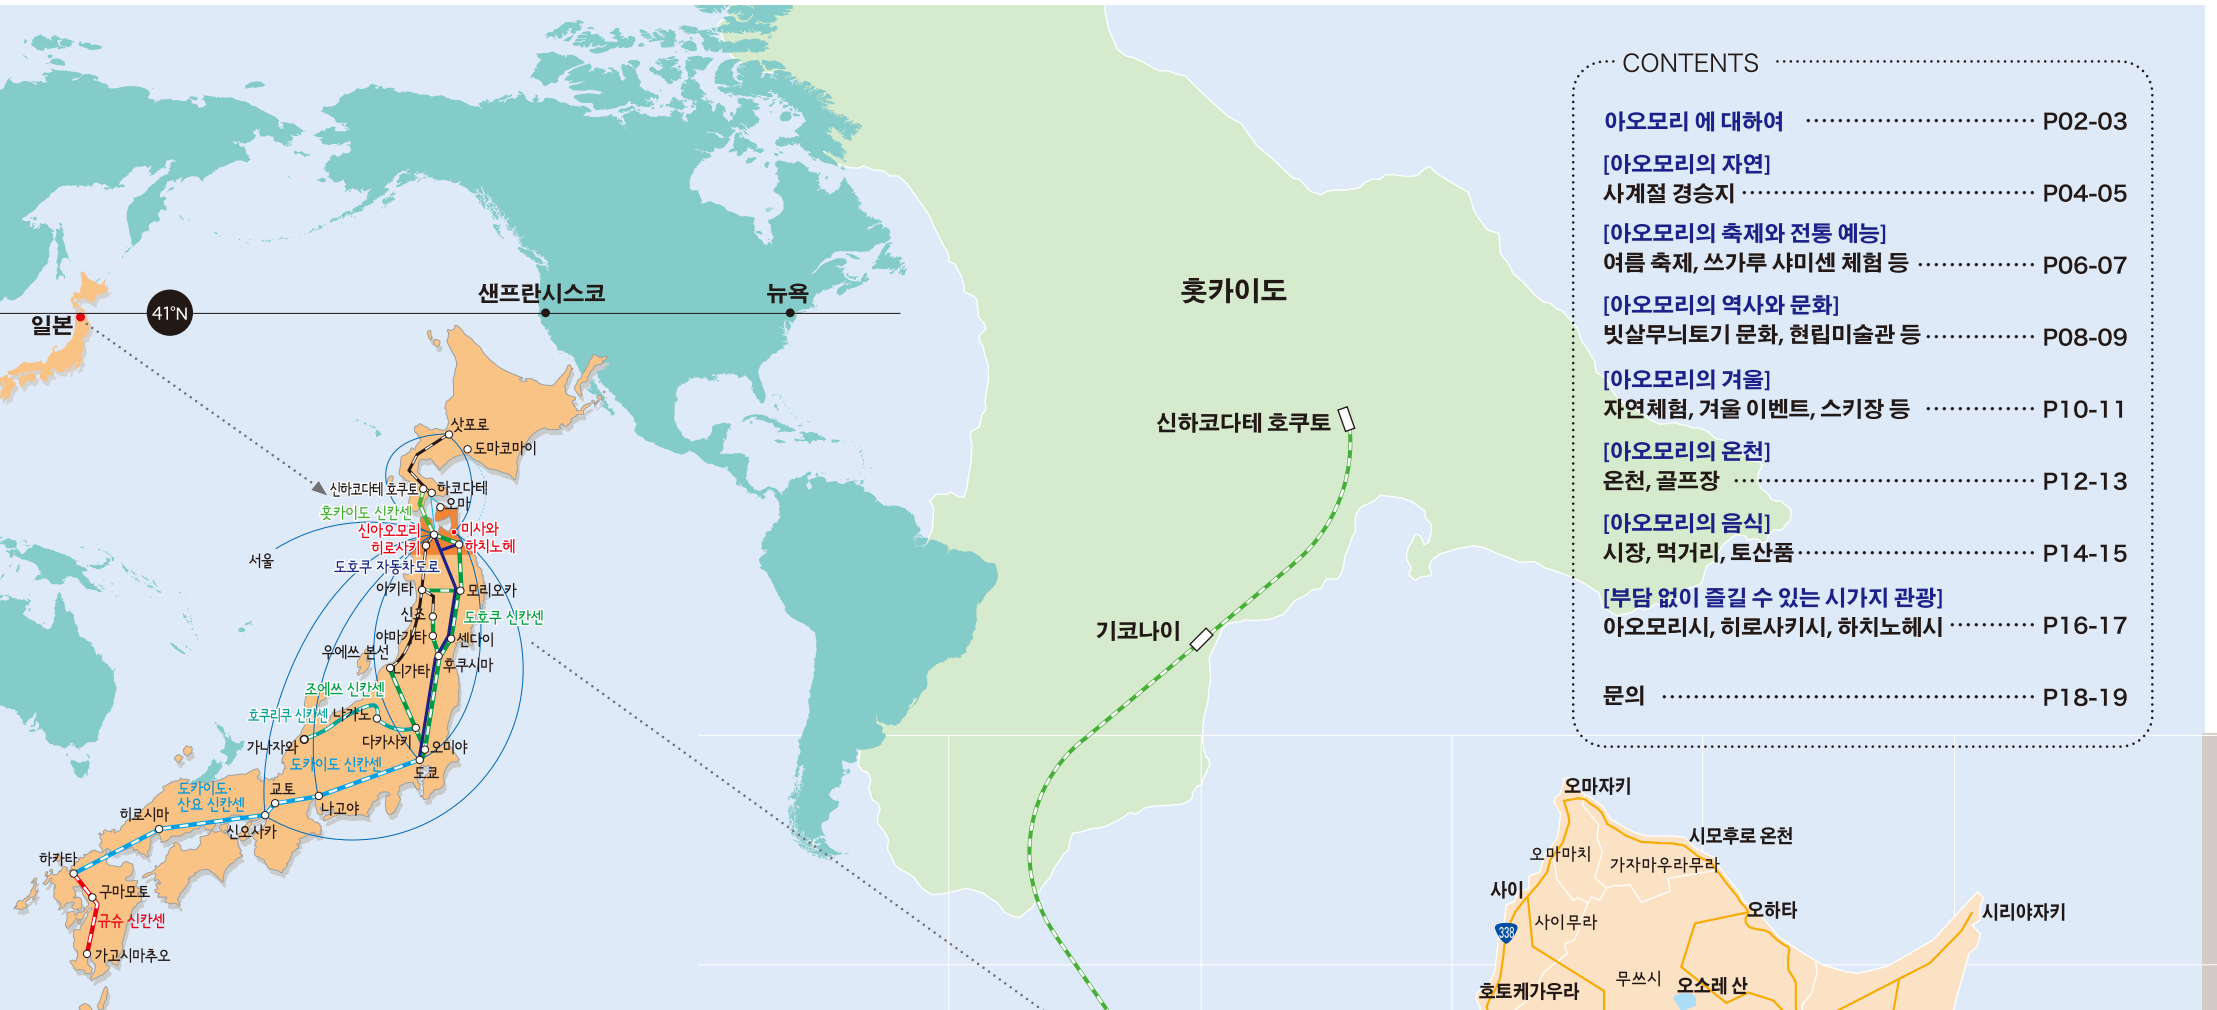 CONTENTS
아오모리 에 대하여 P02-03
[아오모리의 자연]
사계절 경승지 P04-05
[아오모리의 축제와 전통 예능]
여름 축제, 쓰가루 샤미센 체험 등 P06-07
[아오모리의 역사와 문화]
빗살무늬토기 문화, 현립미술관 등 P08-09
[아오모리의 겨울]
자연체험, 겨울 이벤트, 스키장 등 P10-11
[아오모리의 온천]
온천, 골프장 P12-13
[아오모리의 음식]
시장, 먹거리, 토산품 P14-15
[부담 없이 즐길 수 있는 시가지 관광]
아오모리시, 히로사키시, 하치노헤시 P16-17
문의 P18-19
샌프란시스코
뉴욕
41°N
일본
홋카이도
신하코다테 호쿠토
기코나이
삿포로
도마코마이
신하코다테 호쿠토
하코다테
오마
홋카이도 신칸센
신아오모리
미사와
히로사키
하치노헤
서울
도호쿠 자동차도로
아키타
모리오카
신조
도호쿠 신칸센
야마가타
센다이
우에쓰 본선
니가타
후쿠시마
조에쓰 신칸센
호쿠리쿠 신칸센
나가노
가나자와
다카사키
오미야
도카이도 신칸센
도쿄
도카이도·
산요 신칸센
교토
나고야
히로시마
신오사카
하카타
구마모토
규슈 신칸센
가고시마추오
오마자키
시모후로 온천
오마마치
가자마우라무라
사이
오하타
시리야자키
사이무라
338
무쓰시
오소레 산
호토케가우라